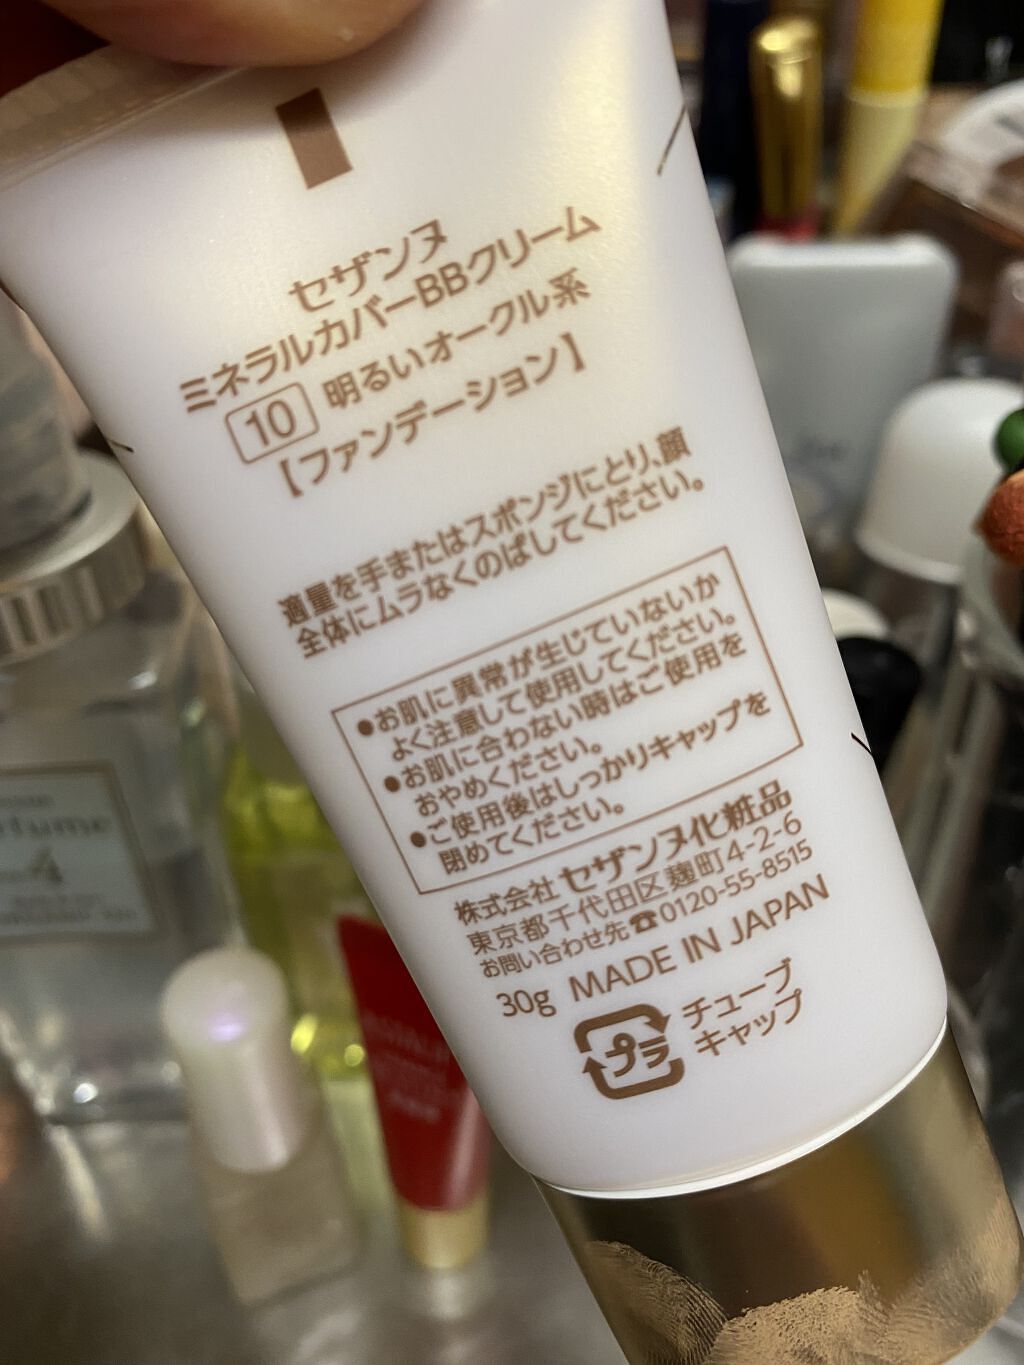 セザンヌ
ミネラルカバーBBクリーム
10 明るいオークル系
【ファンデーション】
適量を手またはスポンジにとり、顔
全体にムラなくのばしてください。
●お肌に異常が生じていないか
よく注意して使用してください。
●お肌に合わない時はご使用を
おやめください。
●ご使用後はしっかりキャップを
閉めてください。
株式会社 セザンヌ化粧品
東京都千代田区麹町4-2-6
お問い合わせ先☎0120-55-8515
30g MADE IN JAPAN
プラ
チューブ
キャップ